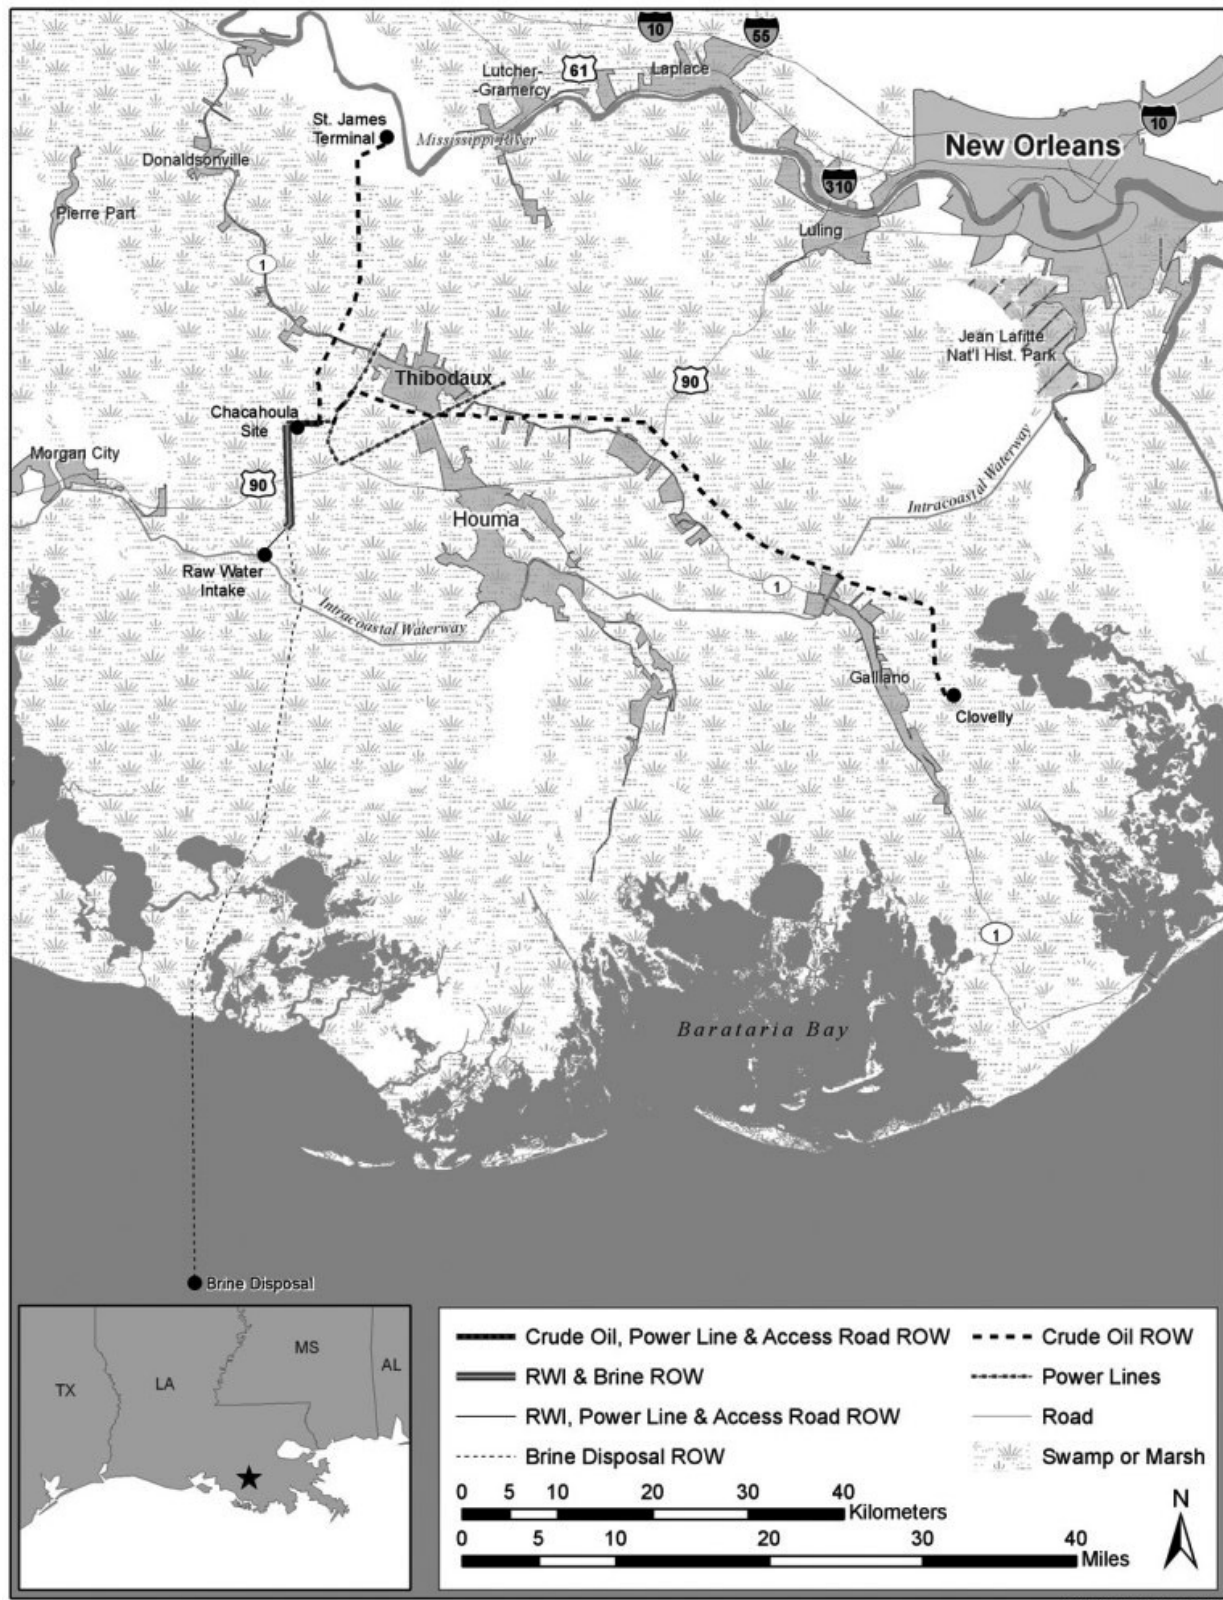 10
55
Lutcher-
-Gramercy
61
Laplace
St. James
Terminal
Mississippi River
10
New Orleans
Donaldsonville
310
Pierre Part
Luling
1
Jean Lafitte
Nat'l Hist. Park
Thibodaux
90
Chacahoula
Site
Morgan City
90
Intracoastal Waterway
Houma
Raw Water
Intake
1
Intracoastal Waterway
Galliano
Clovelly
1
Barataria Bay
Brine Disposal
TX
LA
MS
AL
Crude Oil, Power Line & Access Road ROW
RWI & Brine ROW
RWI, Power Line & Access Road ROW
Brine Disposal ROW
Crude Oil ROW
Power Lines
Road
Swamp or Marsh
0 5 10 20 30 40
Kilometers
0 5 10 20 30 40
Miles
N